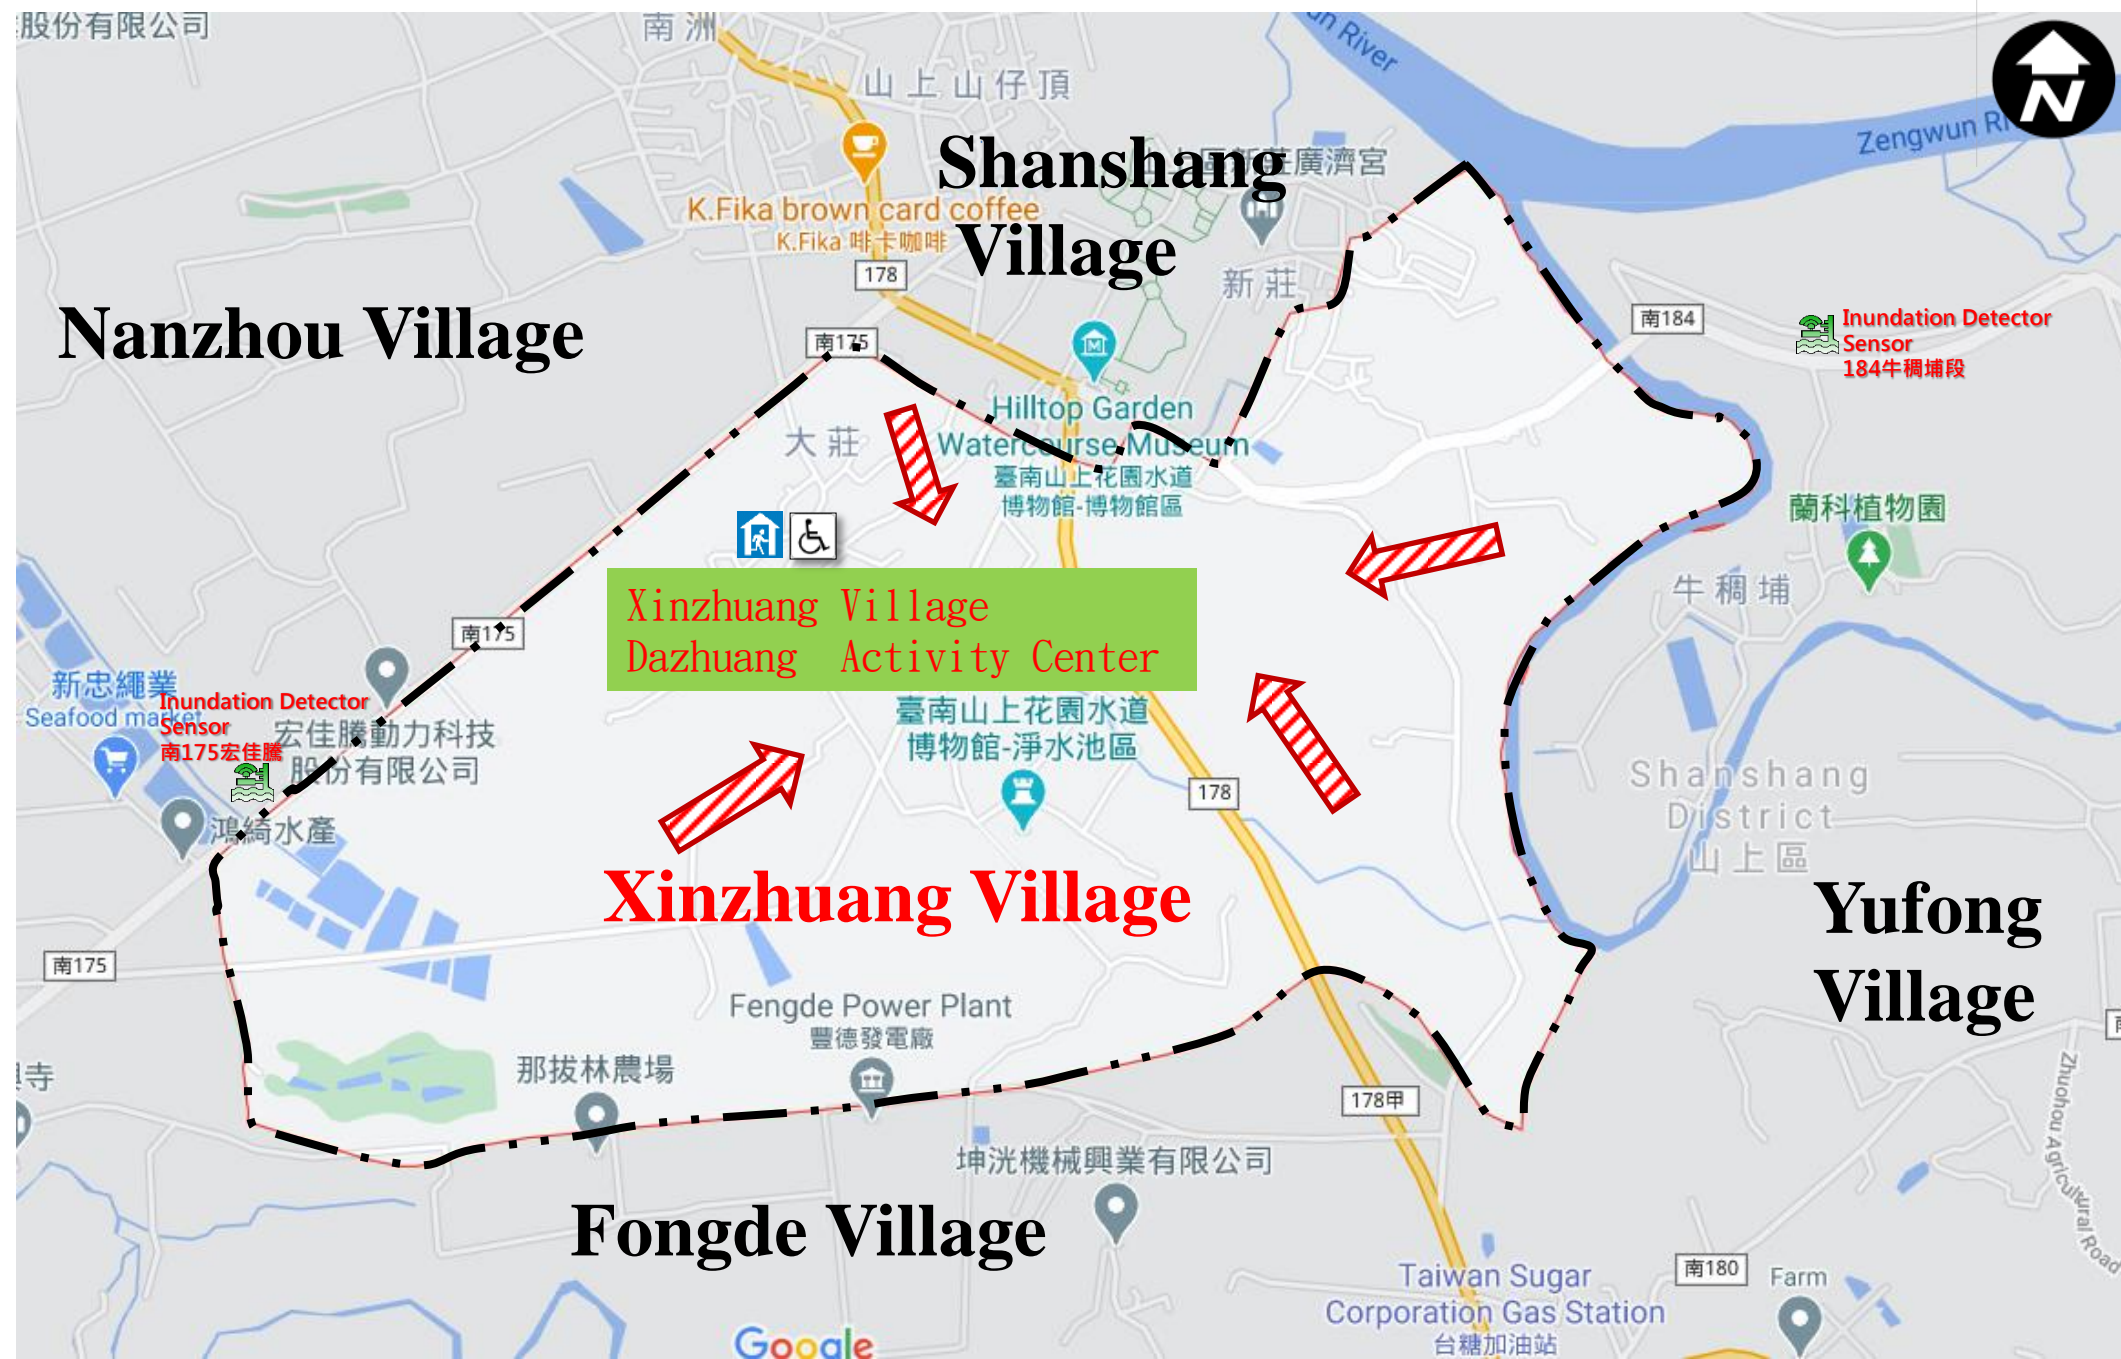 股份有限公司
南洲
山上山仔頂
River
Zengwun
Shanshang
Village
新莊廣濟宮
K.Fika brown card coffee
K.Fika 啡卡咖啡
178
新莊
Nanzhou Village
南175
南184
Inundation Detector
Sensor
184牛稠埔段
N
大莊
Hilltop Garden
Watercourse Museum
臺南山上花園水道
博物館-博物館區
蘭科植物園
牛稠埔
Xinzhuang Village
Dazhuang Activity Center
南175
新忠繩業
Seafood market
Inundation Detector
Sensor
南175宏佳騰
宏佳騰動力科技
股份有限公司
鴻綺水產
臺南山上花園水道
博物館-淨水池區
178
Shanshang
District
山上區
Xinzhuang Village
Yufong
Village
南175
Fengde Power Plant
豐德發電廠
那拔林農場
寺
178甲
Zhuohou Agricultural Road
坤洸機械興業有限公司
Fongde Village
Taiwan Sugar
Corporation Gas Station
台糖加油站
南180
Farm
Google